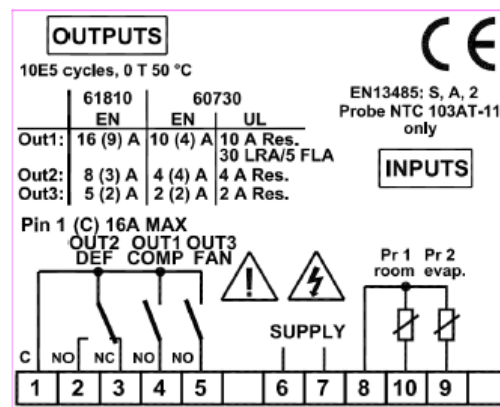 OUTPUTS
CE
10E5 cycles, 0 T 50 °C
61810 60730
EN EN UL
Out1: 16 (9) A 10 (4) A 10 A Res.
30 LRA/5 FLA
Out2: 8 (3) A 4 (4) A 4 A Res.
Out3: 5 (2) A 2 (2) A 2 A Res.
EN13485: S, A, 2
Probe NTC 103AT-11
only
INPUTS
Pin 1 (C) 16A MAX
OUT2 OUT1 OUT3
DEF COMP FAN
Pr 1 Pr 2
room evap.
SUPPLY
C NO NC NO NO
1 2 3 4 5 6 7 8 10 9